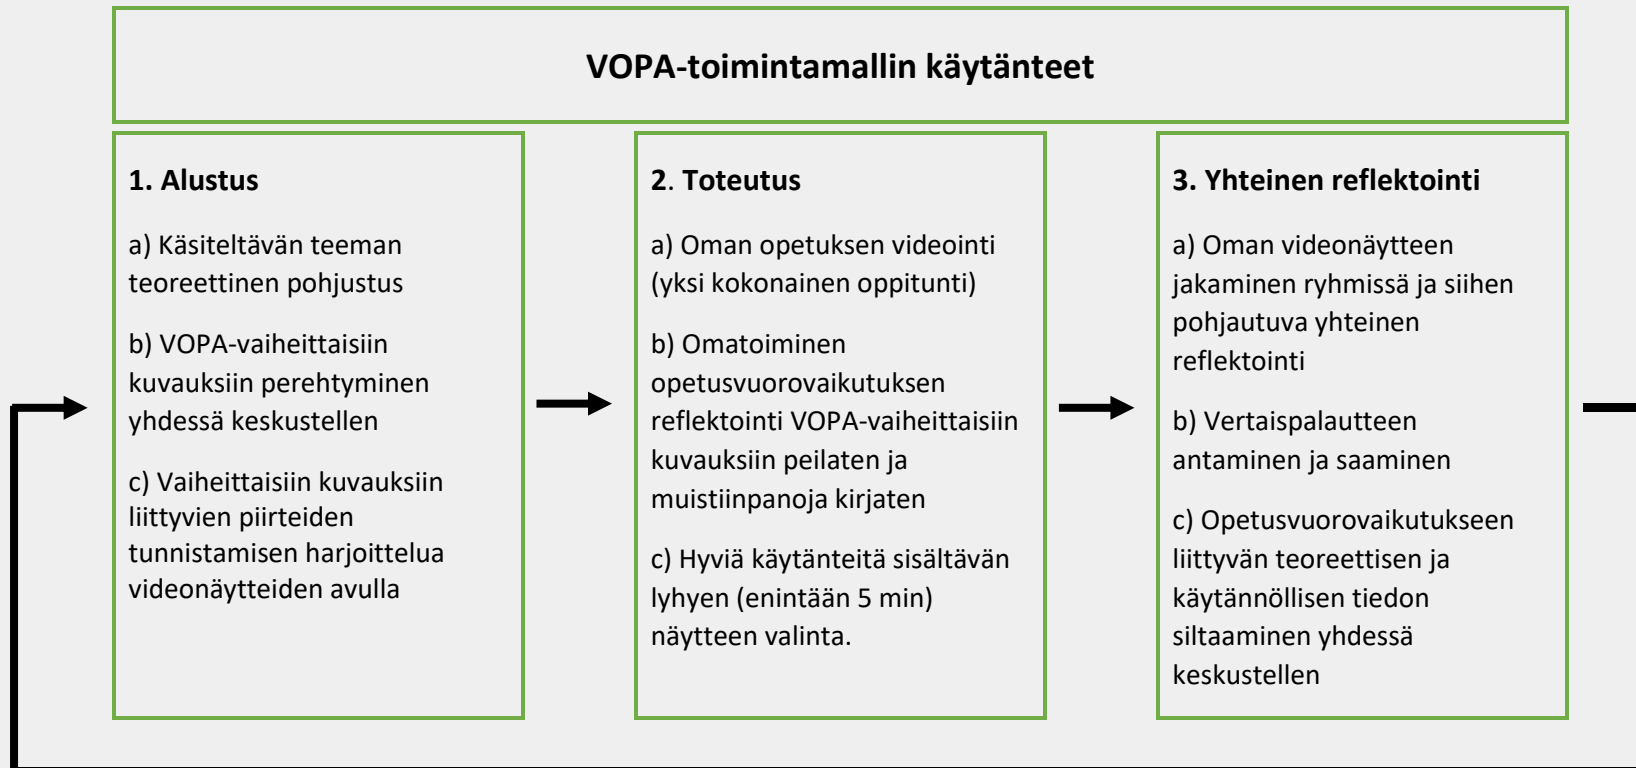 VOPA-toimintamallin käytänteet
1. Alustus
a) Käsiteltävän teeman
teoreettinen pohjustus
b) VOPA-vaiheittaisiin
kuvauksiin perehtyminen
yhdessä keskustellen
c) Vaiheittaisiin kuvauksiin
liittyvien piirteiden
tunnistamisen harjoittelua
videonäytteiden avulla
2. Toteutus
a) Oman opetuksen videointi
(yksi kokonainen oppitunti)
b) Omatoiminen
opetusvuorovaikutuksen
reflektointi VOPA-vaiheittaisiin
kuvauksiin peilaten ja
muistiinpanoja kirjaten
c) Hyviä käytänteitä sisältävän
lyhyen (enintään 5 min)
näytteen valinta.
3. Yhteinen reflektointi
a) Oman videonäytteen
jakaminen ryhmissä ja siihen
pohjautuva yhteinen
reflektointi
b) Vertaispalautteen
antaminen ja saaminen
c) Opetusvuorovaikutukseen
liittyvän teoreettisen ja
käytännöllisen tiedon
siltaaminen yhdessä
keskustellen